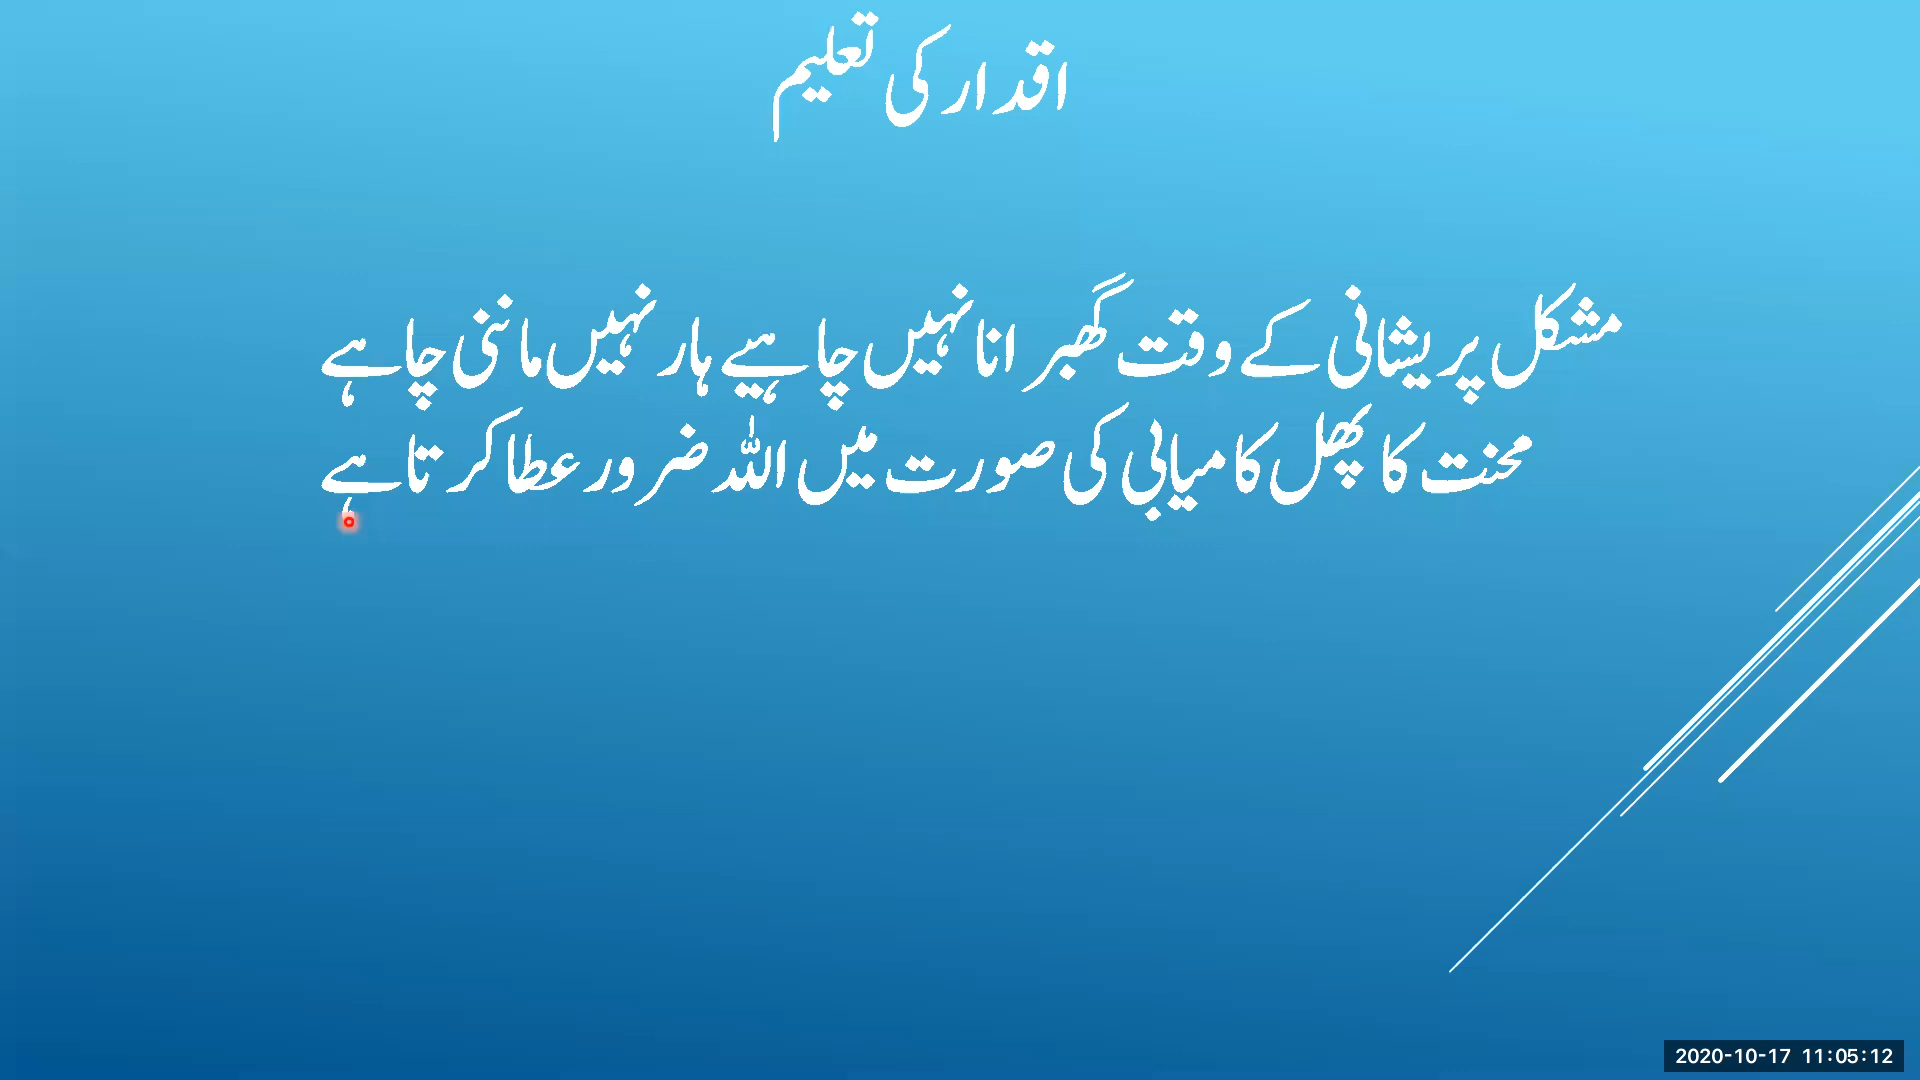 اقدار کی تعلیم
مشکل پریشانی کے وقت گھبرانا نہیں چاہیے ہار نہیں ماننی چاہے
محنت کا پھل کامیابی کی صورت میں اللہ ضرور عطا کرتا ہے
2020-10-17 11:05:12